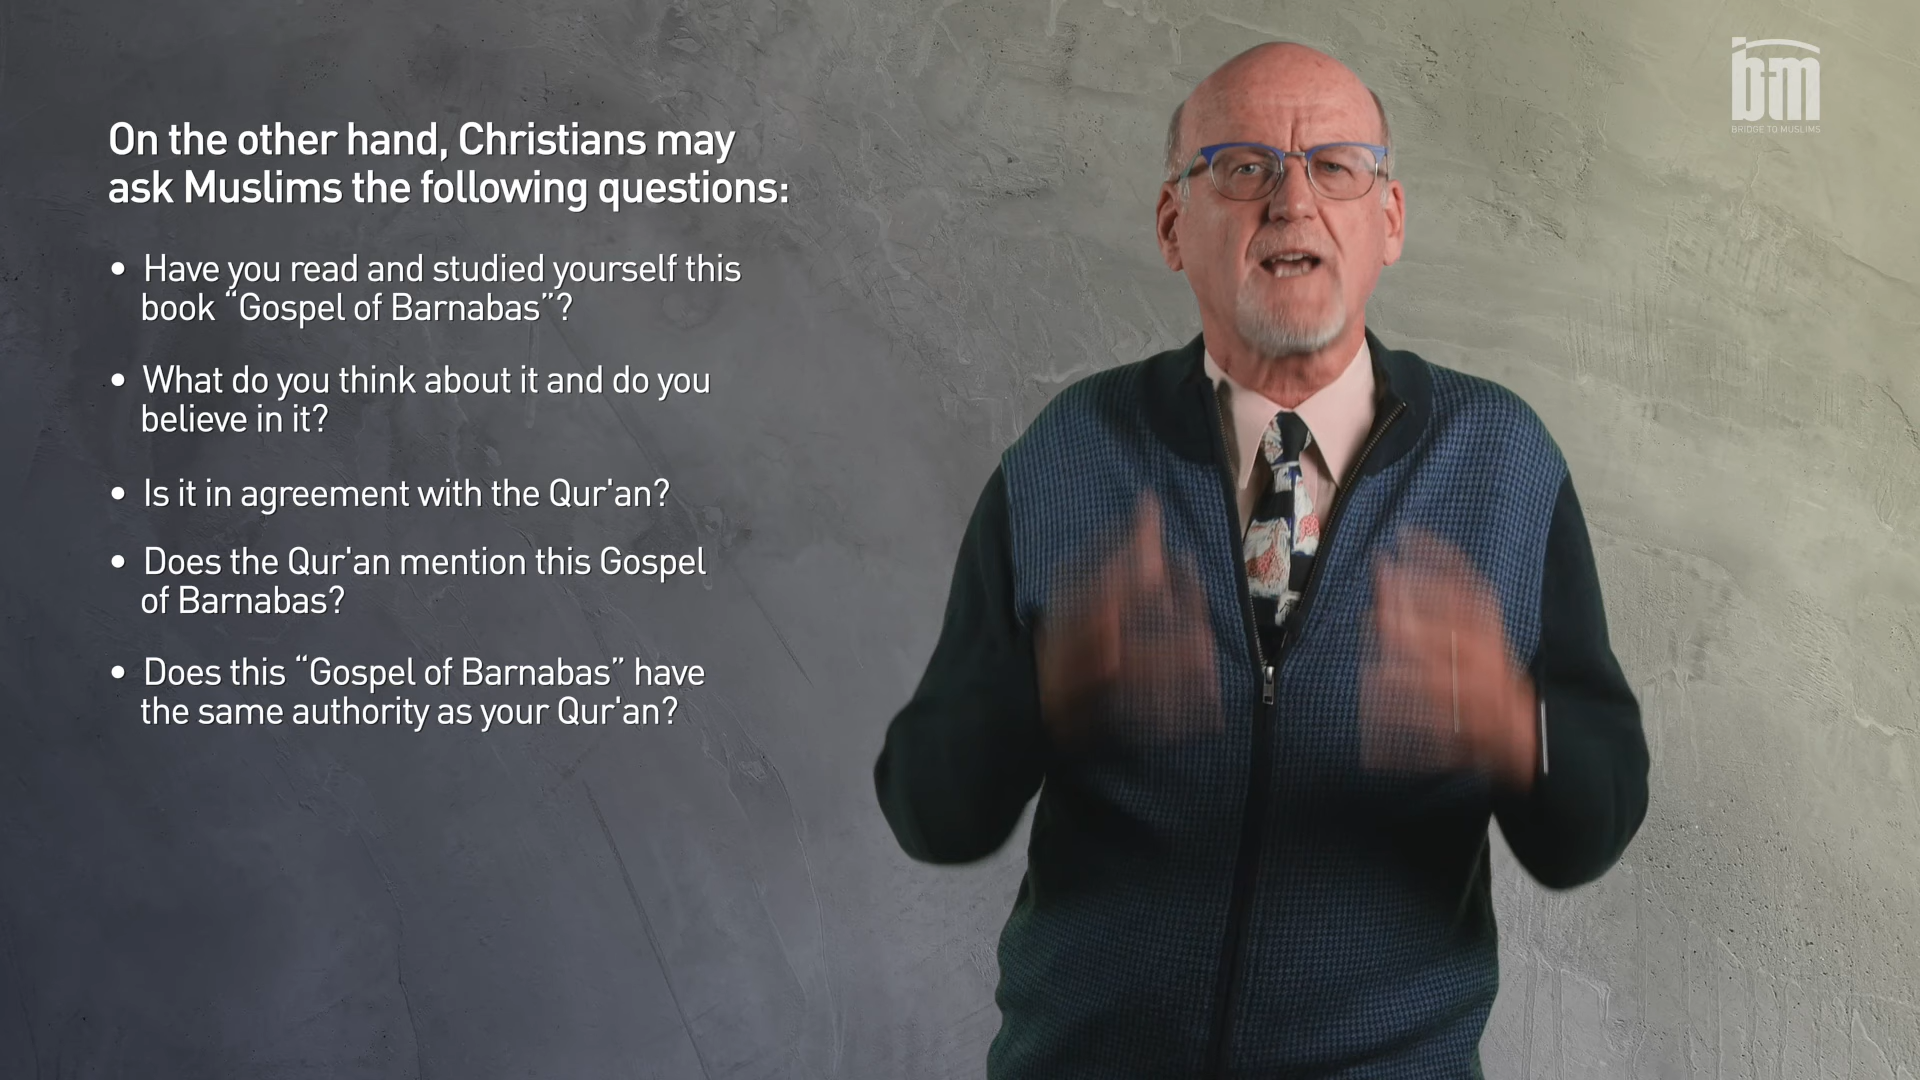 On the other hand, Christians may
ask Muslims the following questions:
• Have you read and studied yourself this
book “Gospel of Barnabas”?
• What do you think about it and do you
believe in it?
• Is it in agreement with the Qur'an?
• Does the Qur'an mention this Gospel
of Barnabas?
• Does this “Gospel of Barnabas” have
the same authority as your Qur'an?
btm
BRIDGE TO MUSLIMS